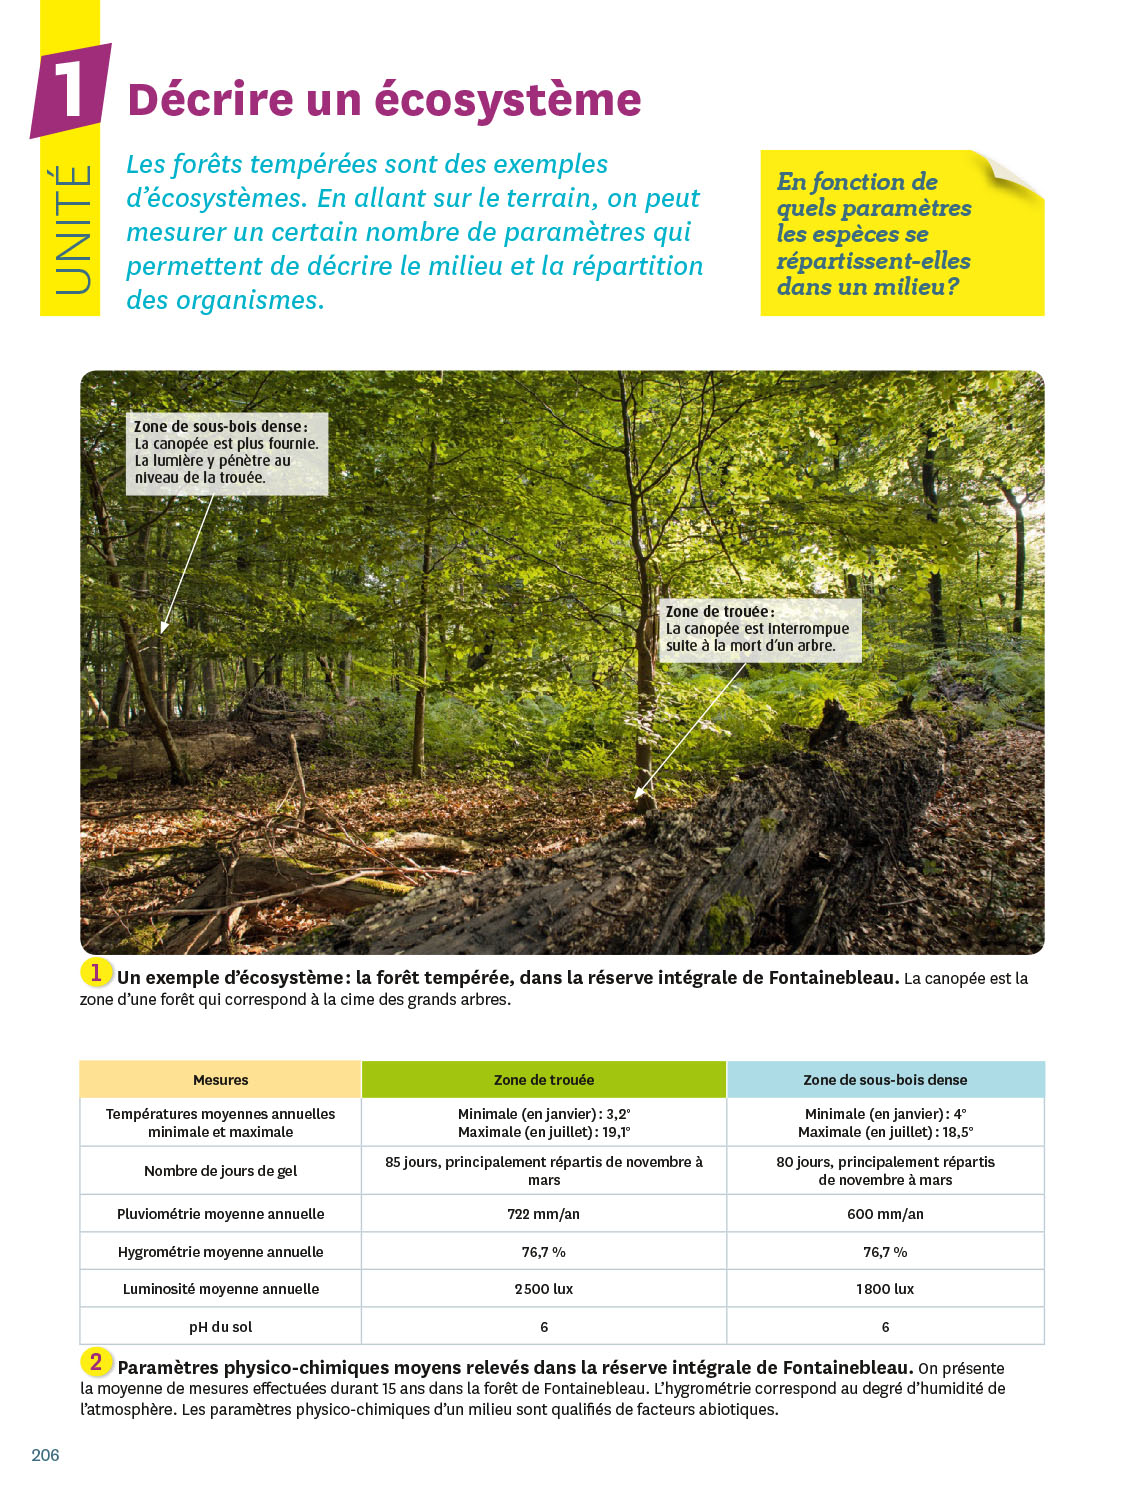 1
UNITÉ
Décrire un écosystème
Les forêts tempérées sont des exemples
d'écosystèmes. En allant sur le terrain, on peut
mesurer un certain nombre de paramètres qui
permettent de décrire le milieu et la répartition
des organismes.
En fonction de
quels paramètres
les espèces se
répartissent-elles
dans un milieu ?
Zone de sous-bois dense :
La canopée est plus fournie.
La lumière y pénètre au
niveau de la trouée.
Zone de trouée :
La canopée est interrompue
suite à la mort d'un arbre.
1 Un exemple d'écosystème : la forêt tempérée, dans la réserve intégrale de Fontainebleau. La canopée est la
zone d'une forêt qui correspond à la cime des grands arbres.
Mesures Zone de trouée Zone de sous-bois dense
Températures moyennes annuelles
minimale et maximale
Minimale (en janvier) : 3,2°
Maximale (en juillet) : 19,1°
Minimale (en janvier) : 4°
Maximale (en juillet) : 18,5°
Nombre de jours de gel
85 jours, principalement répartis de novembre à
mars
80 jours, principalement répartis
de novembre à mars
Pluviométrie moyenne annuelle 722 mm/an 600 mm/an
Hygrométrie moyenne annuelle 76,7 % 76,7 %
Luminosité moyenne annuelle 2 500 lux 1 800 lux
pH du sol 6 6
2 Paramètres physico-chimiques moyens relevés dans la réserve intégrale de Fontainebleau. On présente
la moyenne de mesures effectuées durant 15 ans dans la forêt de Fontainebleau. L'hygrométrie correspond au degré d'humidité de
l'atmosphère. Les paramètres physico-chimiques d'un milieu sont qualifiés de facteurs abiotiques.
206